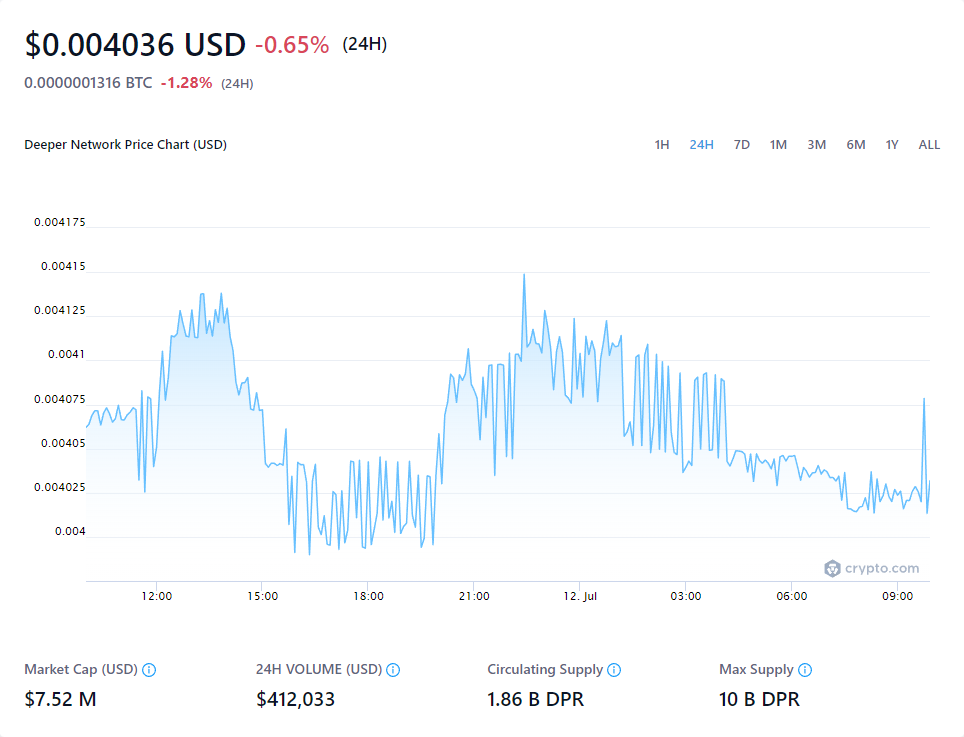 $0.004036 USD -0.65% (24H)
0.0000001316 BTC -1.28% (24H)
Deeper Network Price Chart (USD) 1H 24H 7D 1M 3M 6M 1Y ALL
0.004175
0.00415
0.004125
0.0041
0.004075
0.00405
0.004025
0.004
crypto.com
12:00 15:00 18:00 21:00 12. Jul 03:00 06:00 09:00
Market Cap (USD) 24H VOLUME (USD) Circulating Supply Max Supply
$7.52 M $412,033 1.86 B DPR 10 B DPR